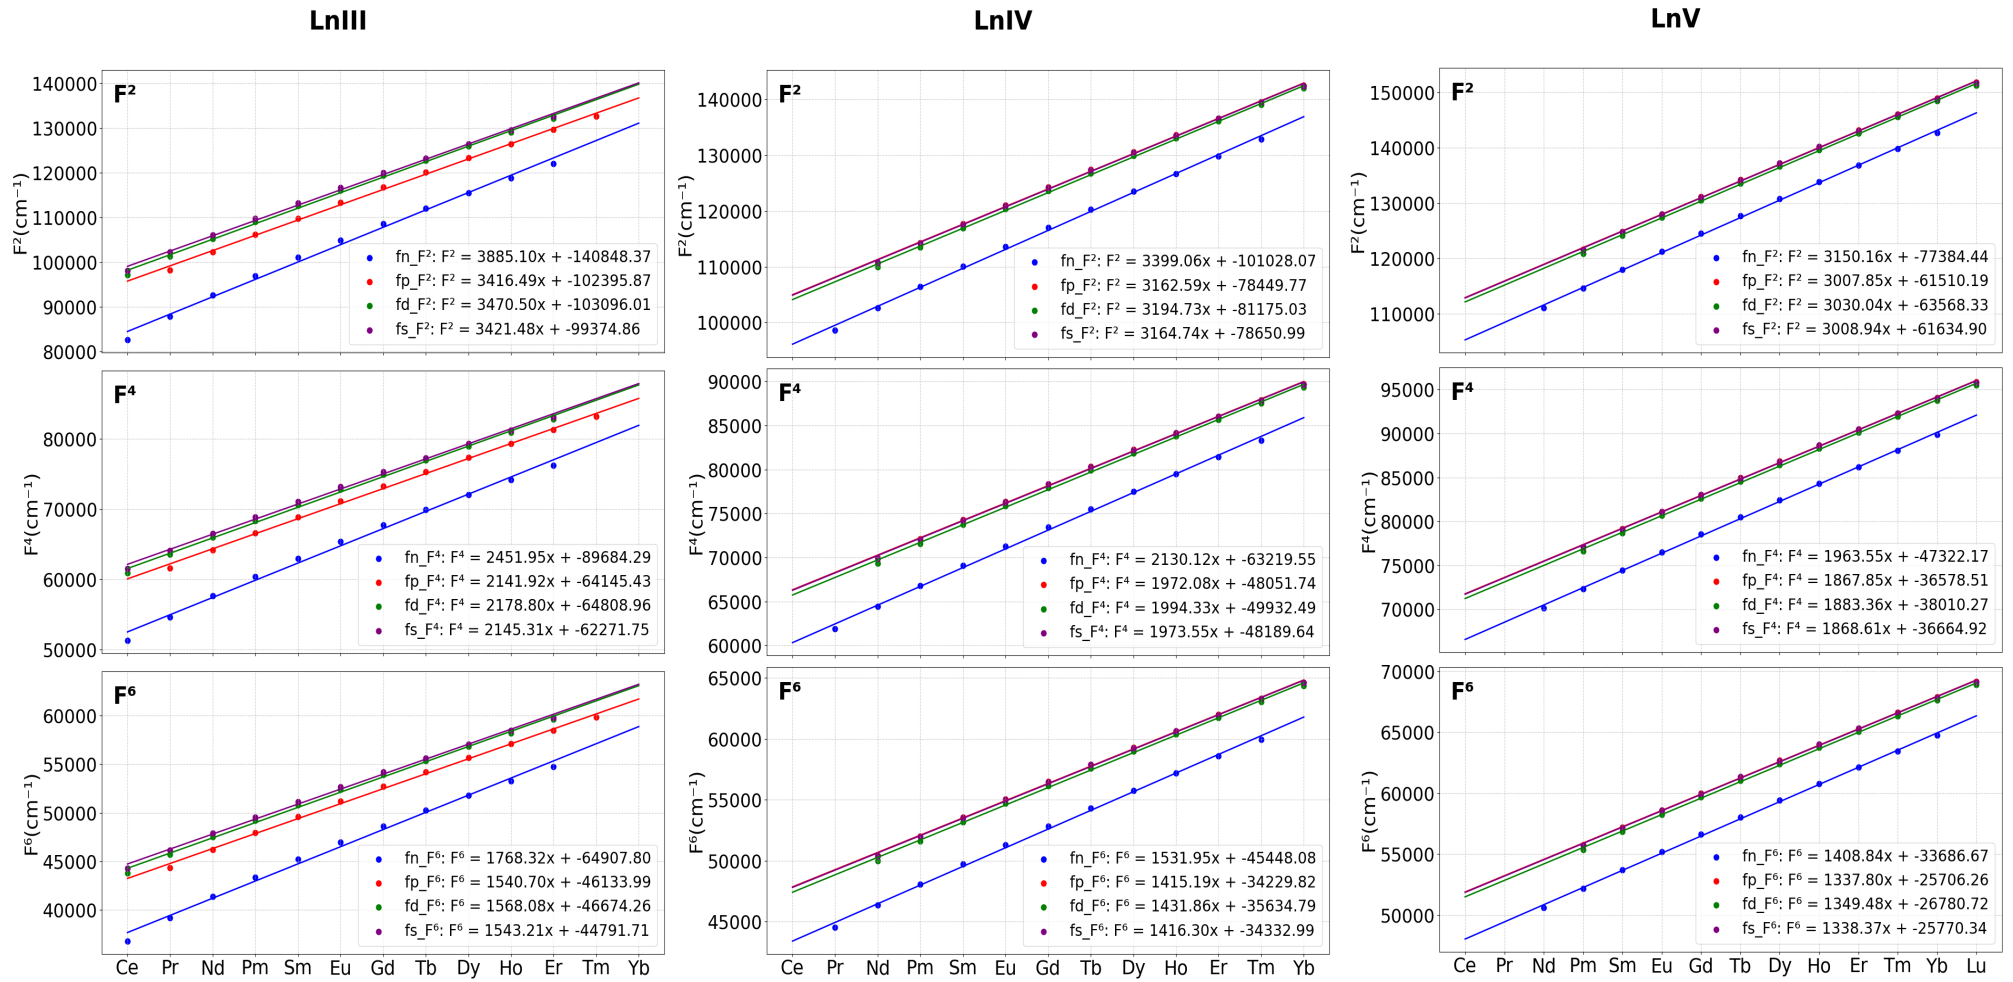 LnIII
LnIV
LnV
F²
140000
130000
120000
110000
100000
90000
80000
F²(cm⁻¹)
fn_F²: F² = 3885.10x + -140848.37
fp_F²: F² = 3416.49x + -102395.87
fd_F²: F² = 3470.50x + -103096.01
fs_F²: F² = 3421.48x + -99374.86
F²
140000
130000
120000
110000
100000
F²(cm⁻¹)
fn_F²: F² = 3399.06x + -101028.07
fp_F²: F² = 3162.59x + -78449.77
fd_F²: F² = 3194.73x + -81175.03
fs_F²: F² = 3164.74x + -78650.99
F²
150000
140000
130000
120000
110000
F²(cm⁻¹)
fn_F²: F² = 3150.16x + -77384.44
fp_F²: F² = 3007.85x + -61510.19
fd_F²: F² = 3030.04x + -63568.33
fs_F²: F² = 3008.94x + -61634.90
F⁴
80000
70000
60000
50000
F⁴(cm⁻¹)
fn_F⁴: F⁴ = 2451.95x + -89684.29
fp_F⁴: F⁴ = 2141.92x + -64145.43
fd_F⁴: F⁴ = 2178.80x + -64808.96
fs_F⁴: F⁴ = 2145.31x + -62271.75
F⁴
90000
85000
80000
75000
70000
65000
60000
F⁴(cm⁻¹)
fn_F⁴: F⁴ = 2130.12x + -63219.55
fp_F⁴: F⁴ = 1972.08x + -48051.74
fd_F⁴: F⁴ = 1994.33x + -49932.49
fs_F⁴: F⁴ = 1973.55x + -48189.64
F⁴
95000
90000
85000
80000
75000
70000
F⁴(cm⁻¹)
fn_F⁴: F⁴ = 1963.55x + -47322.17
fp_F⁴: F⁴ = 1867.85x + -36578.51
fd_F⁴: F⁴ = 1883.36x + -38010.27
fs_F⁴: F⁴ = 1868.61x + -36664.92
F⁶
60000
55000
50000
45000
40000
F⁶(cm⁻¹)
fn_F⁶: F⁶ = 1768.32x + -64907.80
fp_F⁶: F⁶ = 1540.70x + -46133.99
fd_F⁶: F⁶ = 1568.08x + -46674.26
fs_F⁶: F⁶ = 1543.21x + -44791.71
Ce Pr Nd Pm Sm Eu Gd Tb Dy Ho Er Tm Yb
F⁶
65000
60000
55000
50000
45000
F⁶(cm⁻¹)
fn_F⁶: F⁶ = 1531.95x + -45448.08
fp_F⁶: F⁶ = 1415.19x + -34229.82
fd_F⁶: F⁶ = 1431.86x + -35634.79
fs_F⁶: F⁶ = 1416.30x + -34332.99
Ce Pr Nd Pm Sm Eu Gd Tb Dy Ho Er Tm Yb
F⁶
70000
65000
60000
55000
50000
F⁶(cm⁻¹)
fn_F⁶: F⁶ = 1408.84x + -33686.67
fp_F⁶: F⁶ = 1337.80x + -25706.26
fd_F⁶: F⁶ = 1349.48x + -26780.72
fs_F⁶: F⁶ = 1338.37x + -25770.34
Ce Pr Nd Pm Sm Eu Gd Tb Dy Ho Er Tm Yb Lu